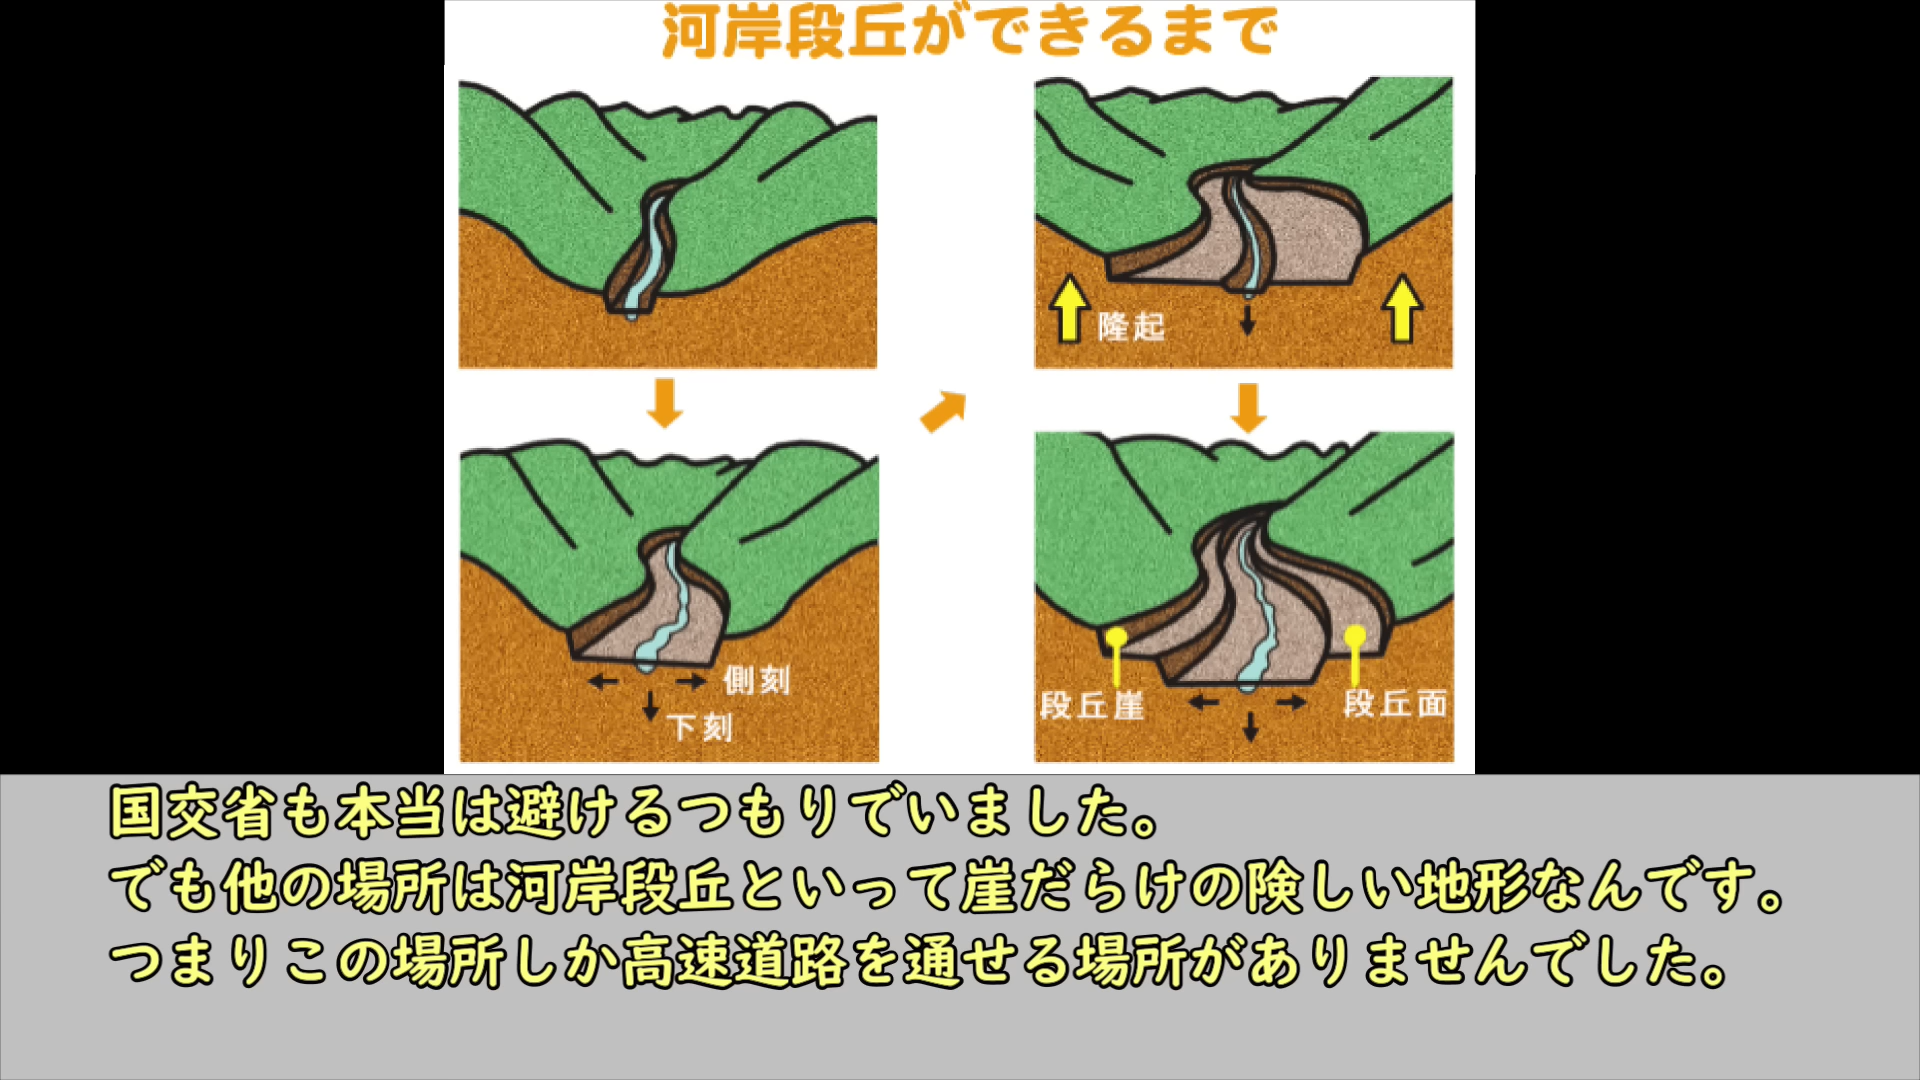 河岸段丘ができるまで
隆起
側刻
下刻
段丘崖
段丘面
国交省も本当は避けるつもりでいました。
でも他の場所は河岸段丘といって崖だらけの険しい地形なんです。
つまりこの場所しか高速道路を通せる場所がありませんでした。